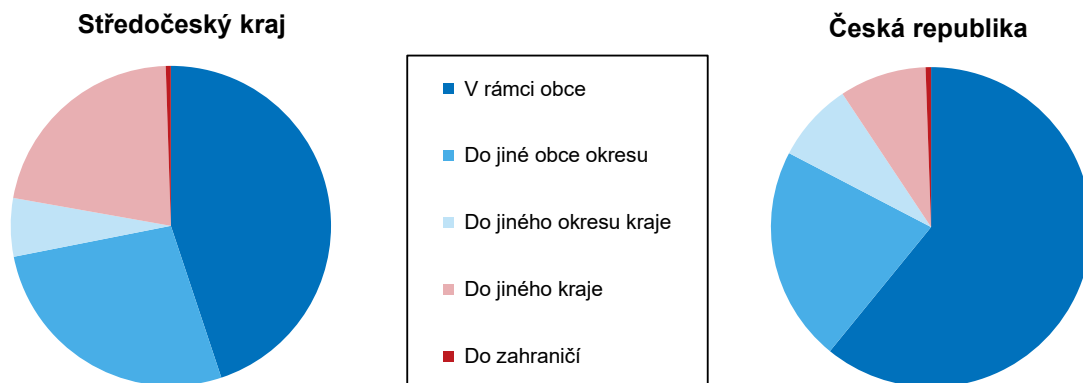 Středočeský kraj
Česká republika
V rámci obce
Do jiné obce okresu
Do jiného okresu kraje
Do jiného kraje
Do zahraničí